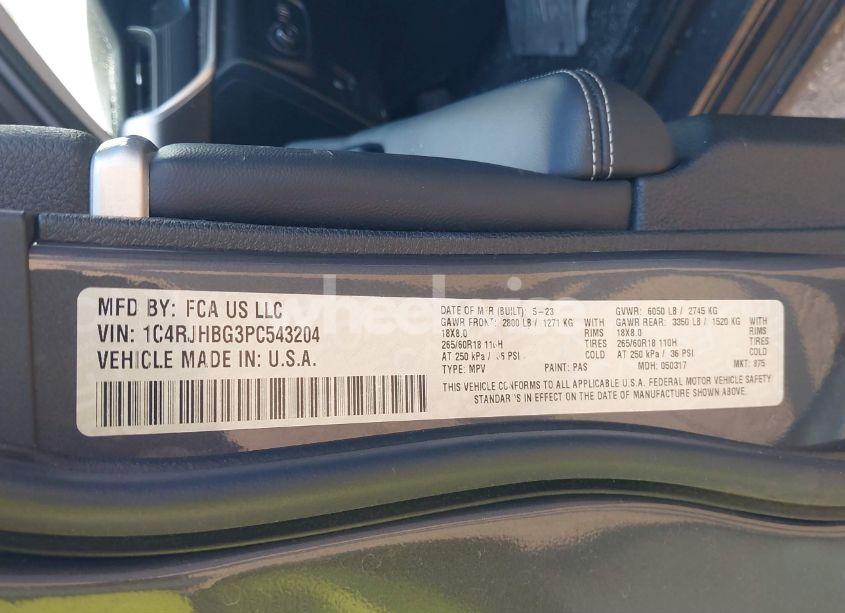 MFD BY: FCA US LLC
VIN: 1C4RJHBG3PC543204
VEHICLE MADE IN: U.S.A.
DATE OF MFR (BUILT): 5-23
GVWR: 6050 LB / 2745 KG
GAWR FRONT: 2800 LB / 1271 KG
GAWR REAR: 3350 LB / 1520 KG
18X8.0 RIMS
18X8.0 RIMS
265/60R18 110H TIRES
265/60R18 110H TIRES
AT 250 kPa / 36 PSI COLD
AT 250 kPa / 36 PSI COLD
TYPE: MPV PAINT: PAS MDH: 050317 MKT: 875
THIS VEHICLE CONFORMS TO ALL APPLICABLE U.S.A. FEDERAL MOTOR VEHICLE SAFETY
STANDARDS IN EFFECT ON THE DATE OF MANUFACTURE SHOWN ABOVE.